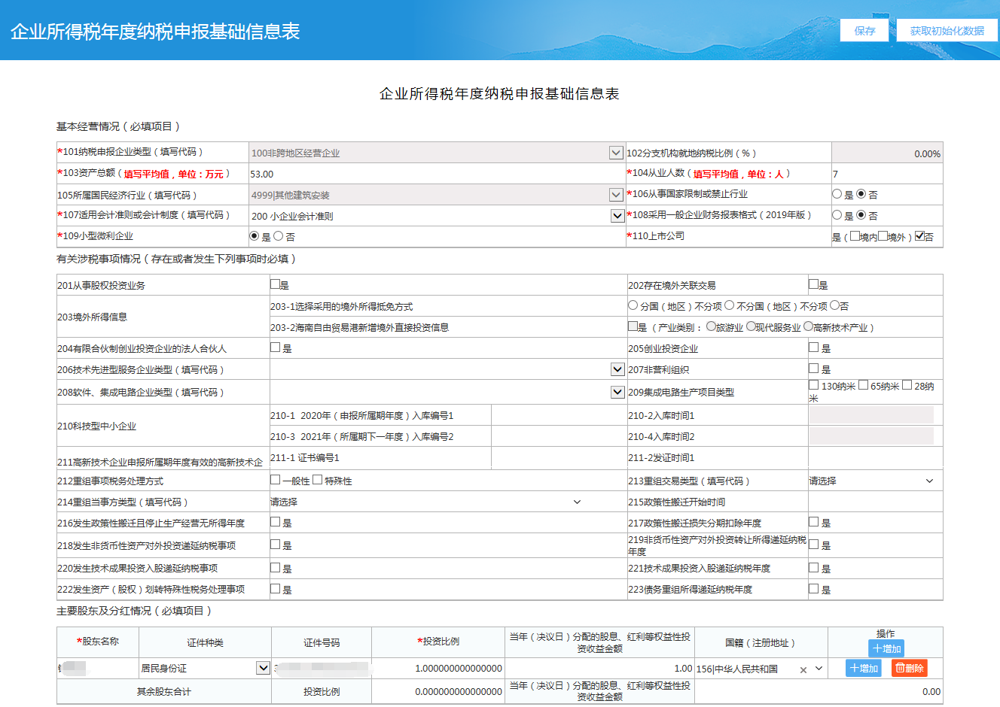 企业所得税年度纳税申报基础信息表
保存 获取初始化数据
企业所得税年度纳税申报基础信息表
基本经营情况（必填项目）
*101纳税申报企业类型（填写代码） 100非跨地区经营企业 102分支机构就地纳税比例（%） 0.00%
*103资产总额（填写平均值，单位：万元） 53.00 *104从业人数（填写平均值，单位：人） 7
105所属国民经济行业（填写代码） 4999|其他建筑安装 *106从事国家限制或禁止行业 是 否
*107适用会计准则或会计制度（填写代码） 200 小企业会计准则 *108采用一般企业财务报表格式（2019年版） 是 否
*109小型微利企业 是 否 *110上市公司 是（境内境外）否
有关涉税事项情况（存在或者发生下列事项时必填）
201从事股权投资业务 是 202存在境外关联交易 是
203境外所得信息
203-1选择采用的境外所得抵免方式 分国（地区）不分项 不分国（地区）不分项 否
203-2海南自由贸易港新增境外直接投资信息 是（产业类别：旅游业 现代服务业 高新技术产业）
204有限合伙制创业投资企业的法人合伙人 是 205创业投资企业 是
206技术先进型服务企业类型（填写代码） 207非营利组织 是
208软件、集成电路企业类型（填写代码） 209集成电路生产项目类型 130纳米 65纳米 28纳
米
210科技型中小企业
210-1 2020年（申报所属期年度）入库编号1 210-2入库时间1
210-3 2021年（所属期下一年度）入库编号2 210-4入库时间2
211高新技术企业申报所属期年度有效的高新技术企 211-1 证书编号1 211-2发证时间1
212重组事项税务处理方式 一般性 特殊性 213重组交易类型（填写代码） 请选择
214重组当事方类型（填写代码） 请选择 215政策性搬迁开始时间
216发生政策性搬迁且停止生产经营无所得年度 是 217政策性搬迁损失分期扣除年度 是
218发生非货币性资产对外投资递延纳税事项 是 219非货币性资产对外投资转让所得递延纳税
年度 是
220发生技术成果投资入股递延纳税事项 是 221技术成果投资入股递延纳税年度 是
222发生资产（股权）划转特殊性税务处理事项 是 223债务重组所得递延纳税年度 是
主要股东及分红情况（必填项目）
*股东名称 证件种类 证件号码 *投资比例 当年（决议日）分配的股息、红利等权益性投
资收益金额 国籍（注册地址） 操作
增加
居民身份证 1.000000000000000 1.00 156|中华人民共和国 增加 删除
其余股东合计 投资比例 0.000000000000000 当年（决议日）分配的股息、红利等权益性投
资收益金额 0.00